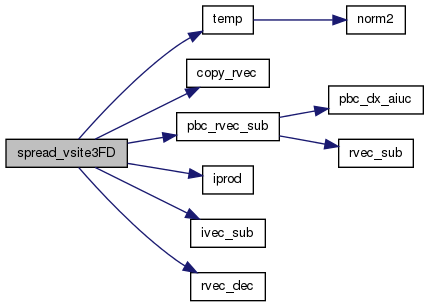 temp
norm2
copy_rvec
pbc_dx_aiuc
pbc_rvec_sub
spread_vsite3FD
rvec_sub
iprod
ivec_sub
rvec_dec